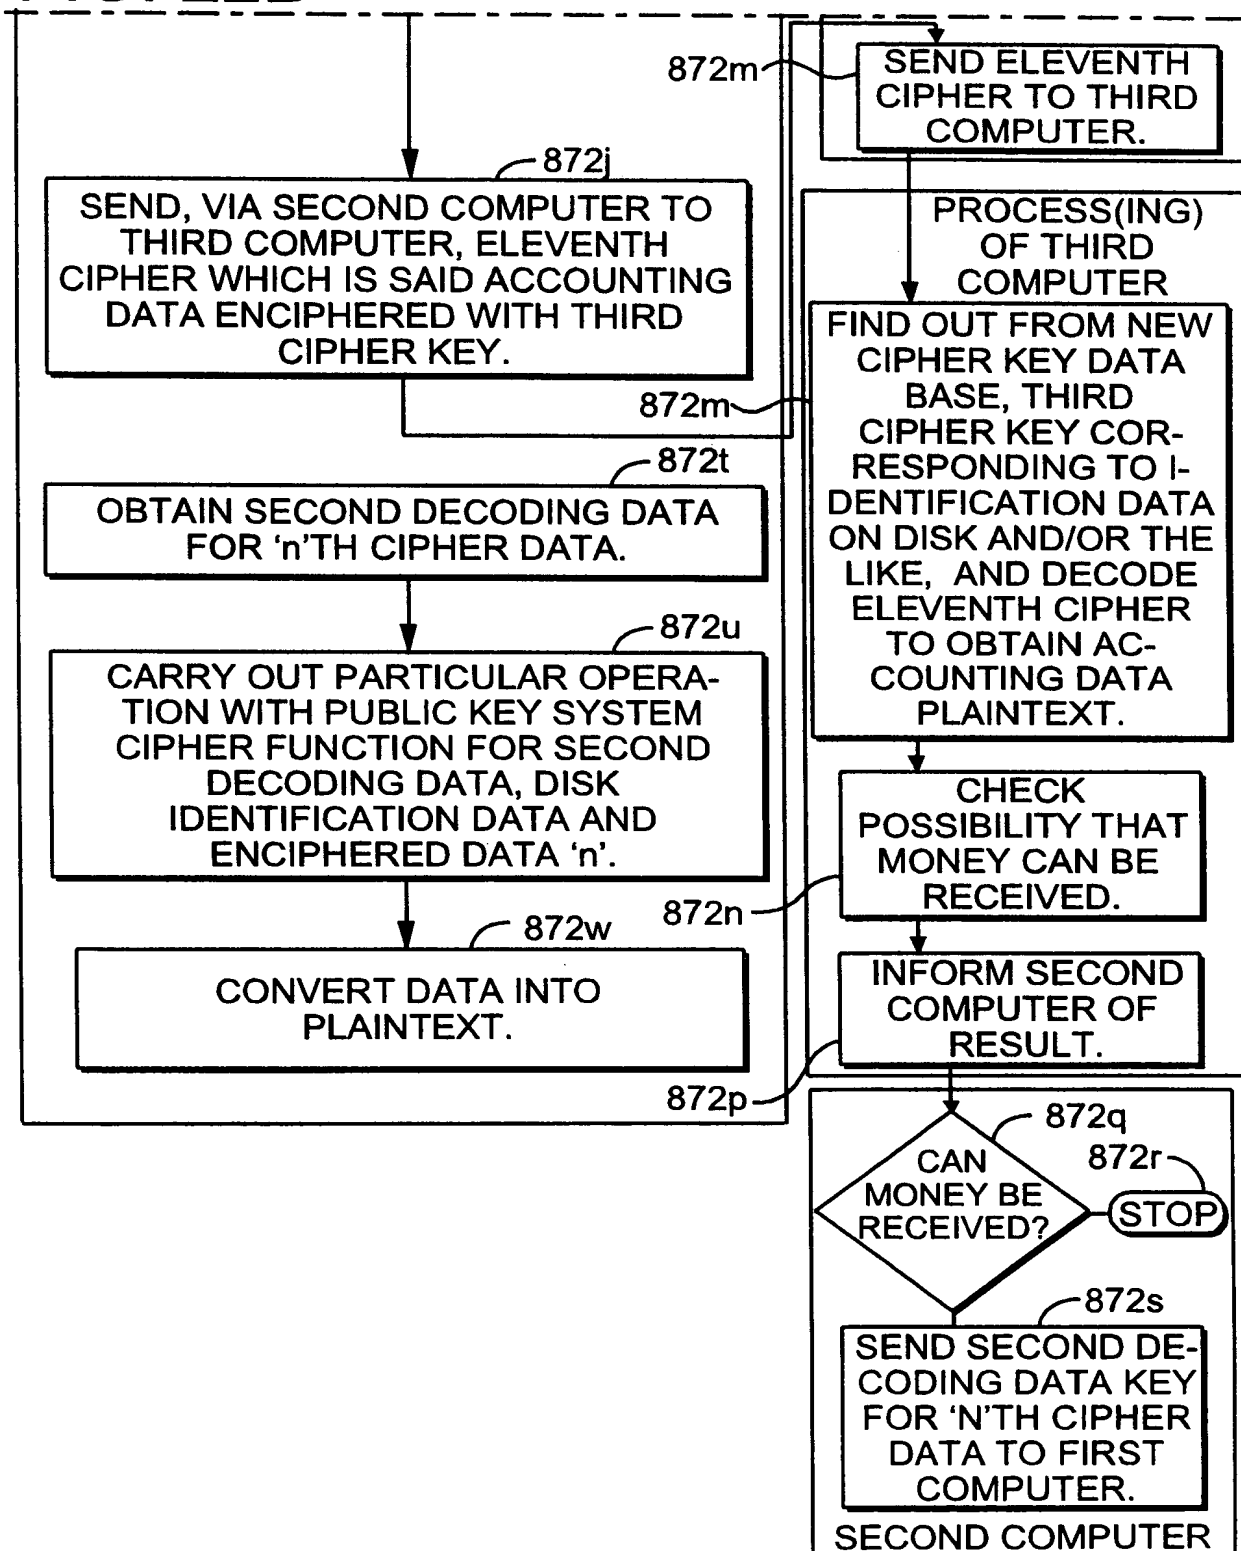 872j
SEND, VIA SECOND COMPUTER TO
THIRD COMPUTER, ELEVENTH
CIPHER WHICH IS SAID ACCOUNTING
DATA ENCIPHERED WITH THIRD
CIPHER KEY.
872t
OBTAIN SECOND DECODING DATA
FOR ‘n’TH CIPHER DATA.
872u
CARRY OUT PARTICULAR OPERA-
TION WITH PUBLIC KEY SYSTEM
CIPHER FUNCTION FOR SECOND
DECODING DATA, DISK
IDENTIFICATION DATA AND
ENCIPHERED DATA ‘n’.
872w
CONVERT DATA INTO
PLAINTEXT.
872m
SEND ELEVENTH
CIPHER TO THIRD
COMPUTER.
PROCESS(ING)
OF THIRD
COMPUTER
872m
FIND OUT FROM NEW
CIPHER KEY DATA
BASE, THIRD
CIPHER KEY COR-
RESPONDING TO I-
DENTIFICATION DATA
ON DISK AND/OR THE
LIKE, AND DECODE
ELEVENTH CIPHER
TO OBTAIN AC-
COUNTING DATA
PLAINTEXT.
CHECK
POSSIBILITY THAT
MONEY CAN BE
RECEIVED.
872n
INFORM SECOND
COMPUTER OF
RESULT.
872p
872q
CAN
MONEY BE
RECEIVED?
872r
STOP
872s
SEND SECOND DE-
CODING DATA KEY
FOR ‘N’TH CIPHER
DATA TO FIRST
COMPUTER.
SECOND COMPUTER